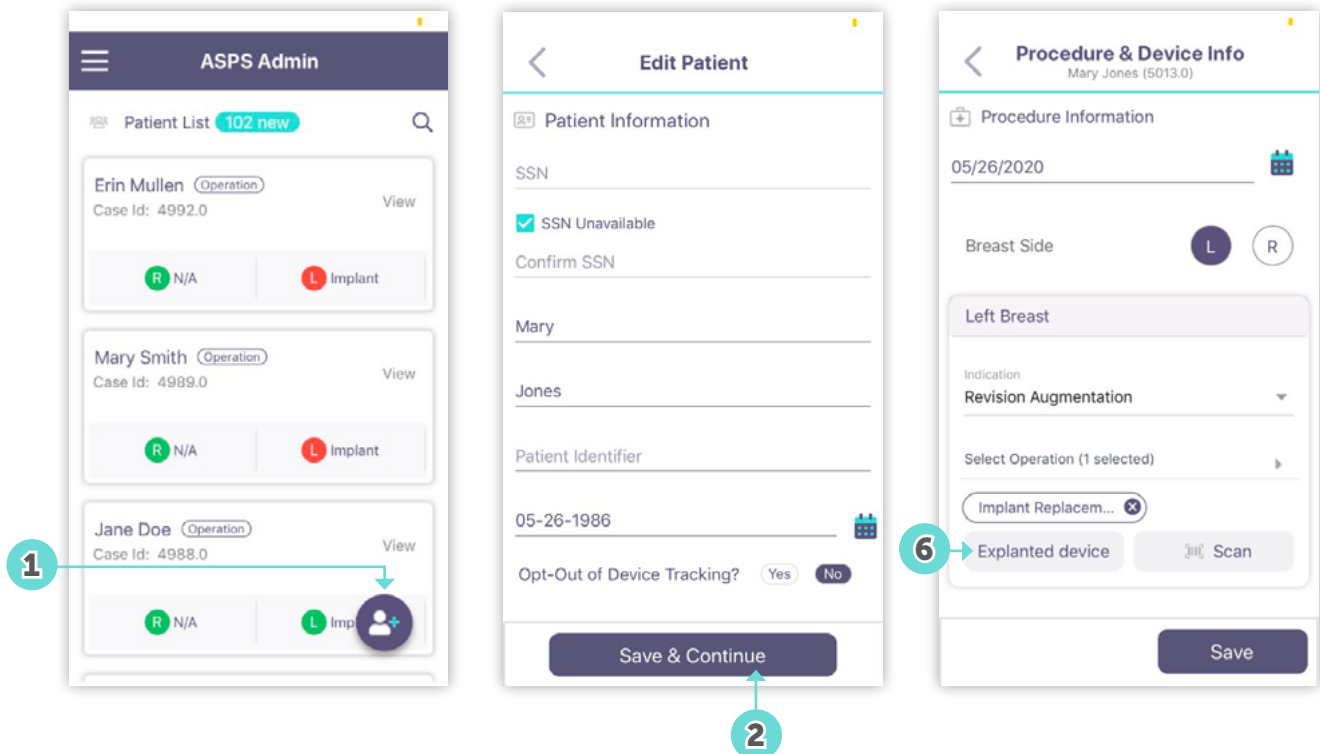 ASPS Admin
Patient List 102 new
Erin Mullen Operation
Case Id: 4992.0
View
R N/A
L Implant
Mary Smith Operation
Case Id: 4989.0
View
R N/A
L Implant
Jane Doe Operation
Case Id: 4988.0
View
R N/A
L Imp
1
Edit Patient
Patient Information
SSN
SSN Unavailable
Confirm SSN
Mary
Jones
Patient Identifier
05-26-1986
Opt-Out of Device Tracking? Yes No
Save & Continue
2
Procedure & Device Info
Mary Jones (5013.0)
Procedure Information
05/26/2020
Breast Side L R
Left Breast
Indication
Revision Augmentation
Select Operation (1 selected)
Implant Replacem...
6
Explanted device
Scan
Save